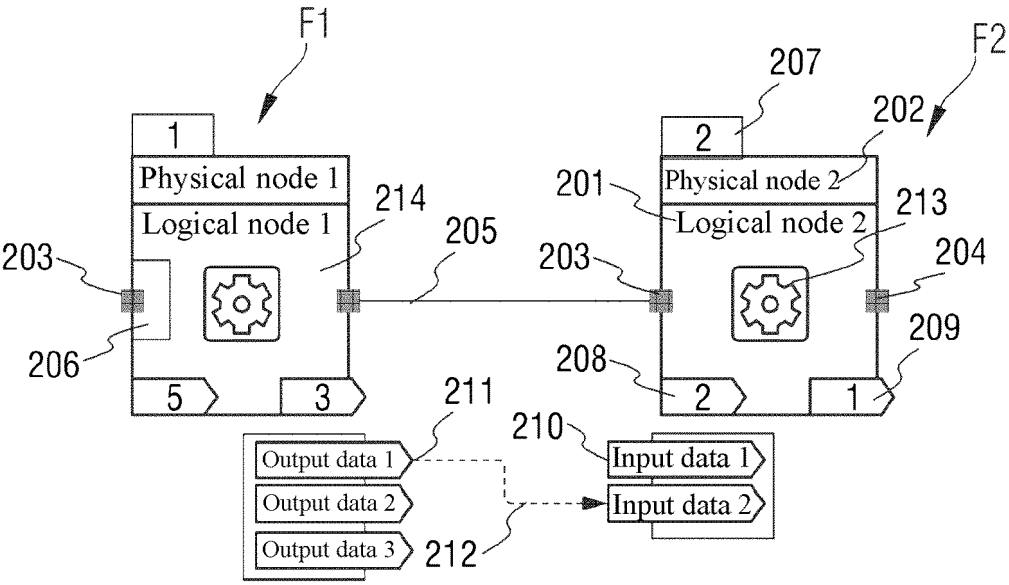 F1
F2
207
202
1
2
Physical node 1
Physical node 2
201
214
213
Logical node 1
Logical node 2
205
203
203
204
206
208
209
5
3
2
1
211
210
Output data 1
Input data 1
Output data 2
Input data 2
Output data 3
212